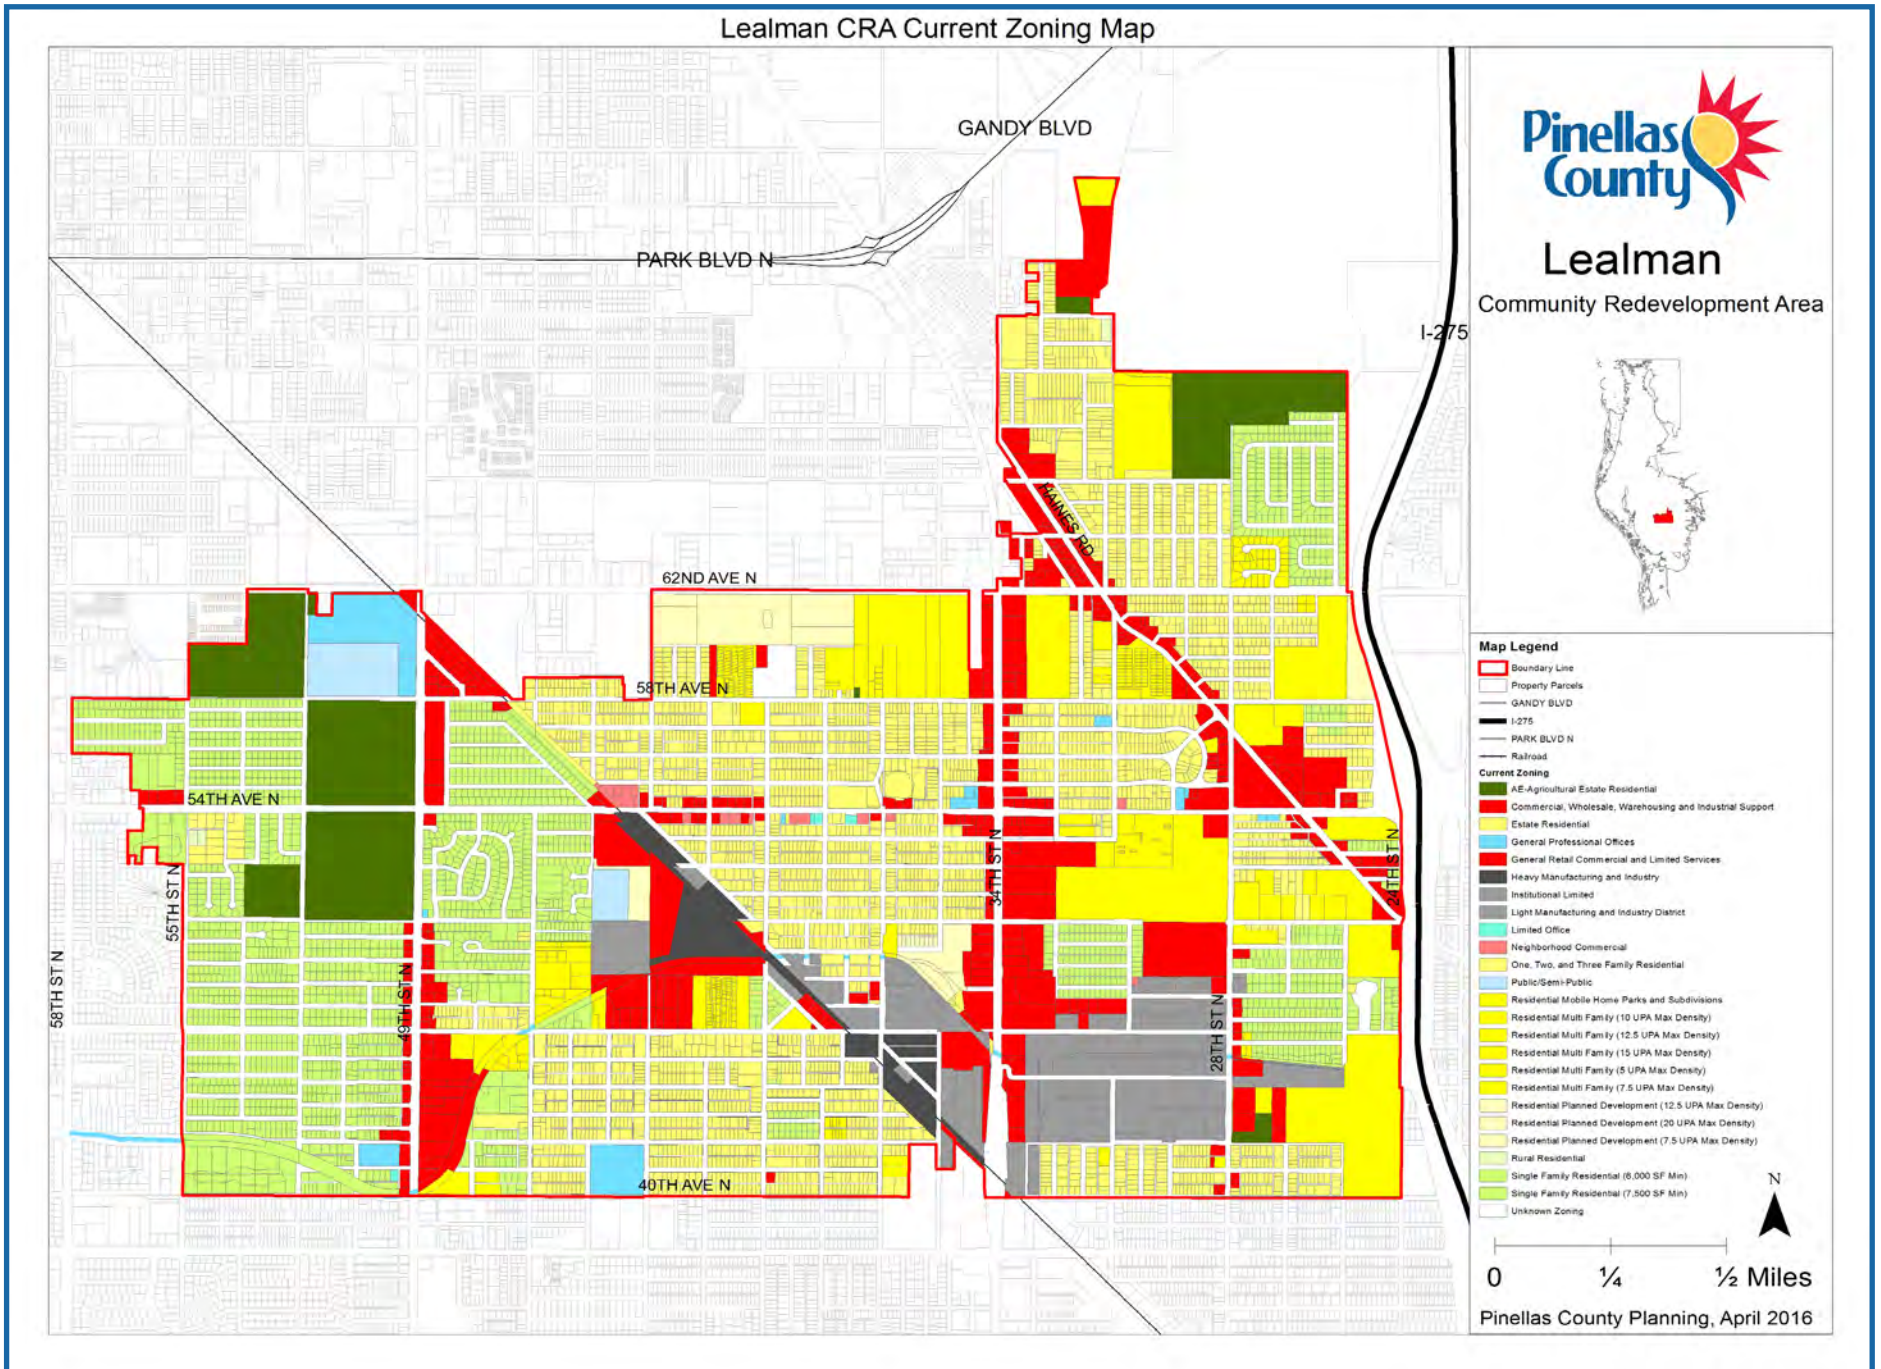 Lealman CRA Current Zoning Map
GANDY BLVD
PARK BLVD N
I-275
HAINES RD
62ND AVE N
58TH AVE N
54TH AVE N
34TH ST N
24TH ST N
55TH ST N
58TH ST N
49TH ST N
28TH ST N
40TH AVE N
Pinellas
County
Lealman
Community Redevelopment Area
Map Legend
Boundary Line
Property Parcels
GANDY BLVD
I-275
PARK BLVD N
Railroad
Current Zoning
AE-Agricultural Estate Residential
Commercial, Wholesale, Warehousing and Industrial Support
Estate Residential
General Professional Offices
General Retail Commercial and Limited Services
Heavy Manufacturing and Industry
Institutional Limited
Light Manufacturing and Industry District
Limited Office
Neighborhood Commercial
One, Two, and Three Family Residential
Public/Semi-Public
Residential Mobile Home Parks and Subdivisions
Residential Multi Family (10 UPA Max Density)
Residential Multi Family (12.5 UPA Max Density)
Residential Multi Family (15 UPA Max Density)
Residential Multi Family (5 UPA Max Density)
Residential Multi Family (7.5 UPA Max Density)
Residential Planned Development (12.5 UPA Max Density)
Residential Planned Development (20 UPA Max Density)
Residential Planned Development (7.5 UPA Max Density)
Rural Residential
Single Family Residential (6,000 SF Min)
Single Family Residential (7,500 SF Min)
Unknown Zoning
N
0 ¼ ½ Miles
Pinellas County Planning, April 2016